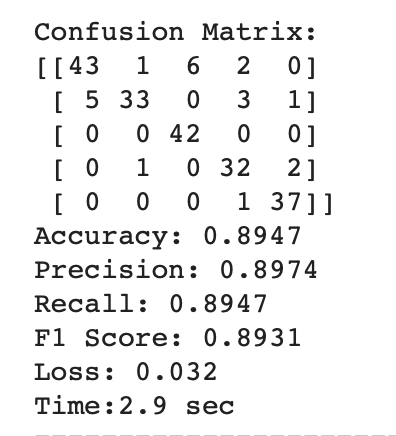 Confusion Matrix:
[[43  1  6  2  0]
 [ 5 33  0  3  1]
 [ 0  0 42  0  0]
 [ 0  1  0 32  2]
 [ 0  0  0  1 37]]
Accuracy: 0.8947
Precision: 0.8974
Recall: 0.8947
F1 Score: 0.8931
Loss: 0.032
Time:2.9 sec